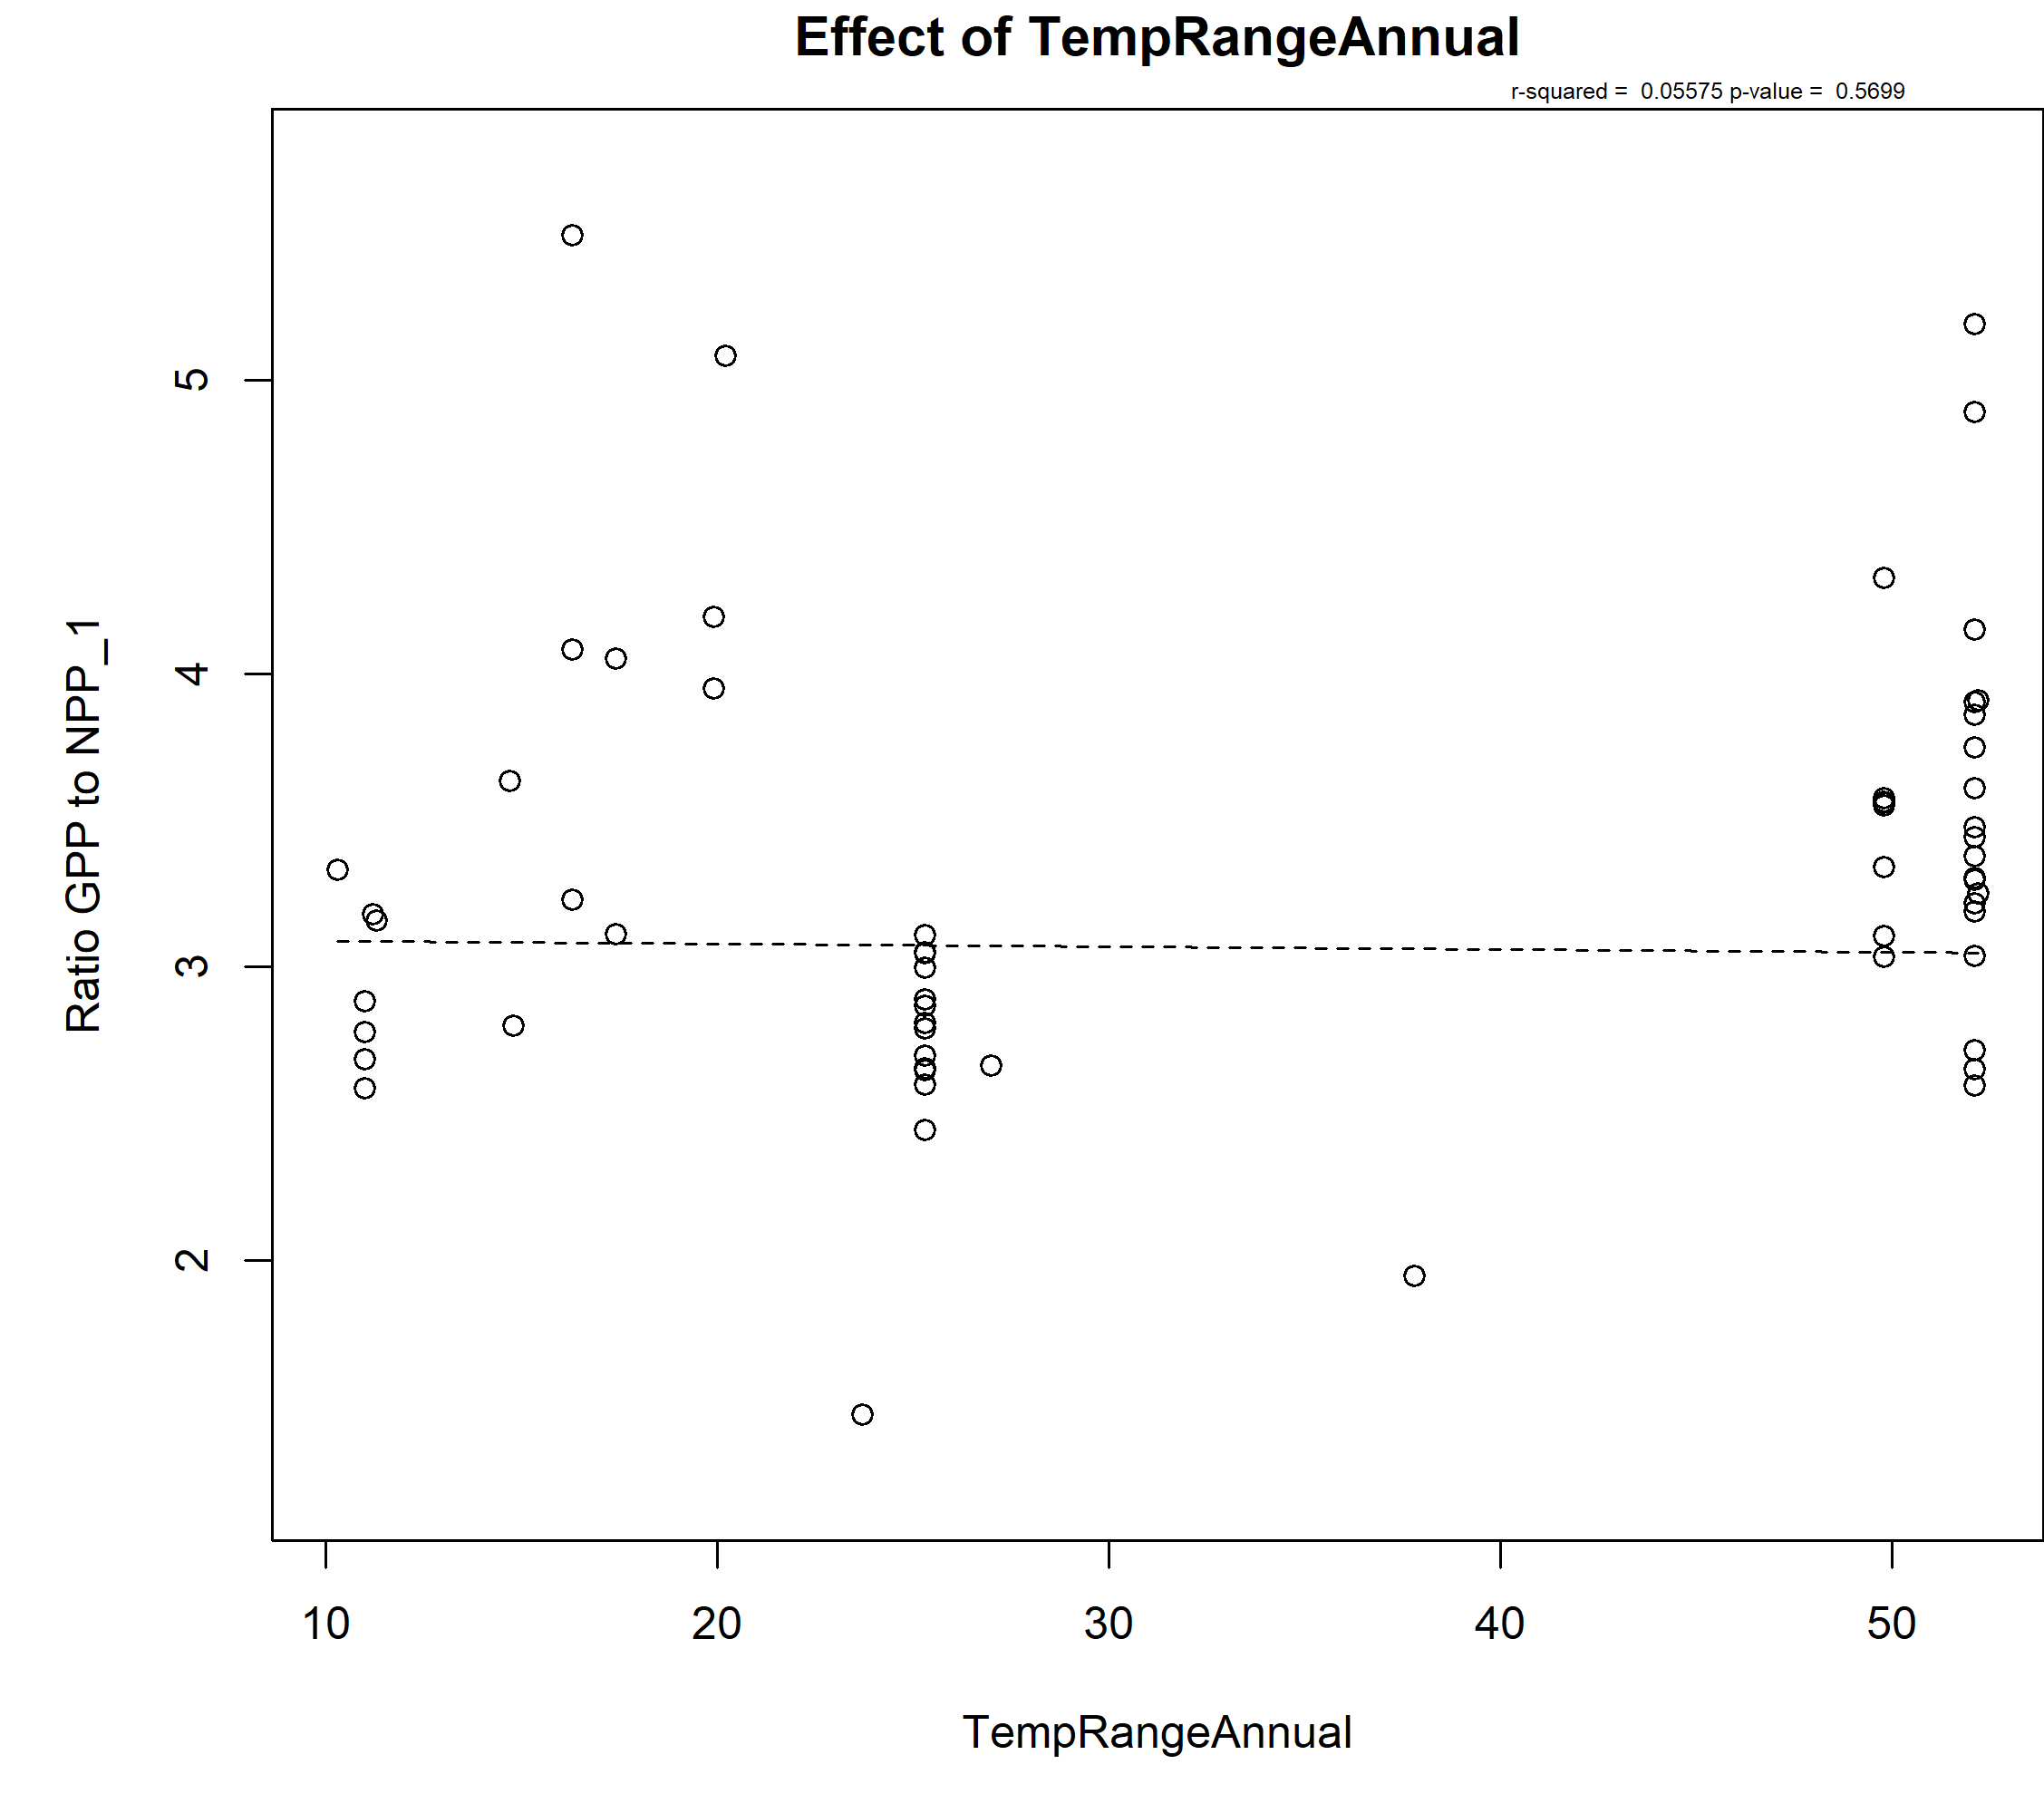 Effect of TempRangeAnnual
r-squared = 0.05575 p-value = 0.5699
Ratio GPP to NPP_1
5
4
3
2
10 20 30 40 50
TempRangeAnnual